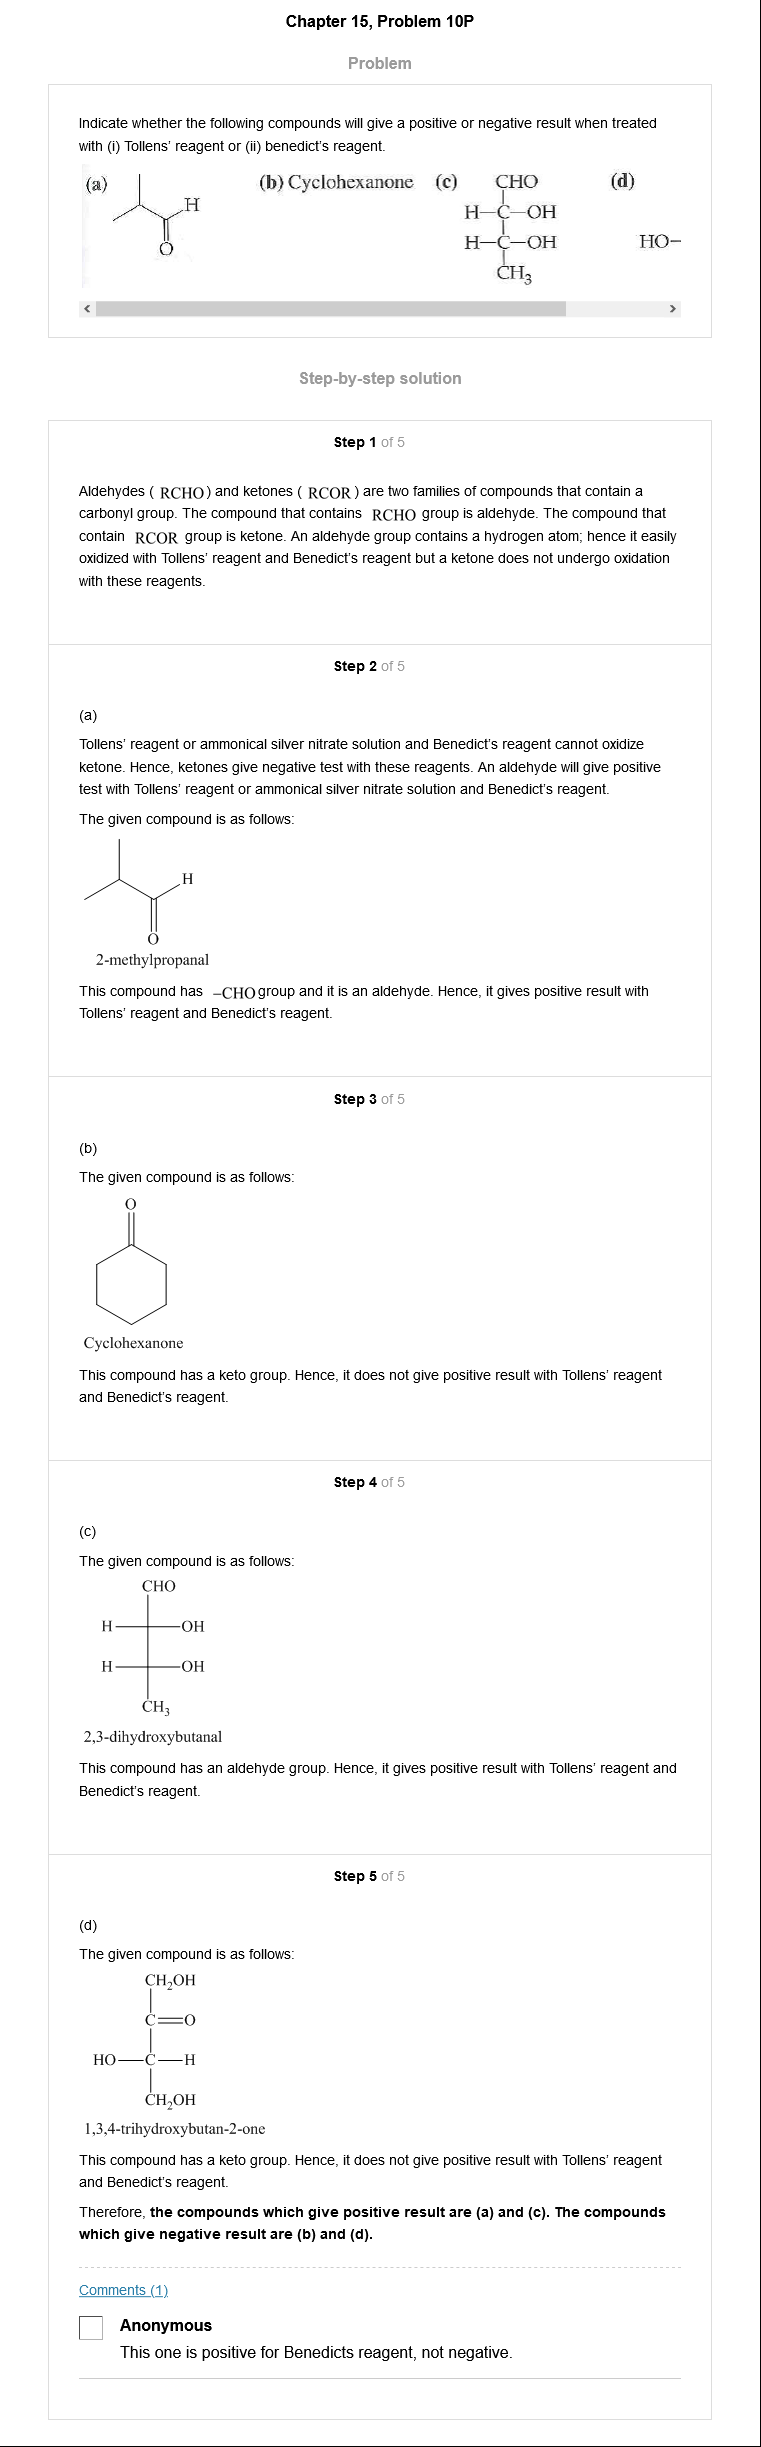 Chapter 15, Problem 10P
Problem
Indicate whether the following compounds will give a positive or negative result when treated
with (i) Tollens' reagent or (ii) benedict's reagent.
(a)
H
O
(b) Cyclohexanone
(c)
CHO
H—C—OH
H—C—OH
CH₃
(d)
HO–
Step-by-step solution
Step 1 of 5
Aldehydes ( RCHO) and ketones ( RCOR ) are two families of compounds that contain a
carbonyl group. The compound that contains RCHO group is aldehyde. The compound that
contain RCOR group is ketone. An aldehyde group contains a hydrogen atom; hence it easily
oxidized with Tollens' reagent and Benedict's reagent but a ketone does not undergo oxidation
with these reagents.
Step 2 of 5
(a)
Tollens' reagent or ammonical silver nitrate solution and Benedict's reagent cannot oxidize
ketone. Hence, ketones give negative test with these reagents. An aldehyde will give positive
test with Tollens' reagent or ammonical silver nitrate solution and Benedict's reagent.
The given compound is as follows:
H
O
2-methylpropanal
This compound has –CHO group and it is an aldehyde. Hence, it gives positive result with
Tollens' reagent and Benedict's reagent.
Step 3 of 5
(b)
The given compound is as follows:
O
Cyclohexanone
This compound has a keto group. Hence, it does not give positive result with Tollens' reagent
and Benedict's reagent.
Step 4 of 5
(c)
The given compound is as follows:
CHO
H OH
H OH
CH₃
2,3-dihydroxybutanal
This compound has an aldehyde group. Hence, it gives positive result with Tollens' reagent and
Benedict's reagent.
Step 5 of 5
(d)
The given compound is as follows:
CH₂OH
C=O
HO—C—H
CH₂OH
1,3,4-trihydroxybutan-2-one
This compound has a keto group. Hence, it does not give positive result with Tollens' reagent
and Benedict's reagent.
Therefore, the compounds which give positive result are (a) and (c). The compounds
which give negative result are (b) and (d).
Comments (1)
Anonymous
This one is positive for Benedicts reagent, not negative.